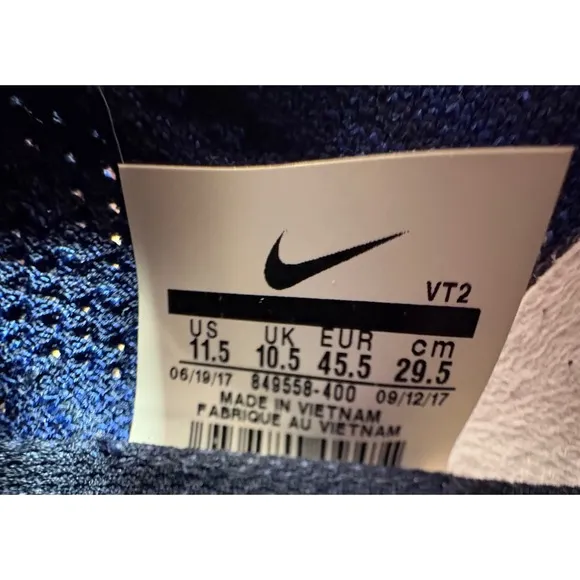 VT2
US UK EUR cm
11.5 10.5 45.5 29.5
06/19/17 849558-400 09/12/17
MADE IN VIETNAM
FABRIQUE AU VIETNAM